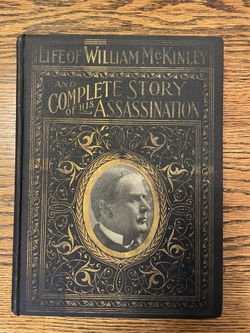 LIFE OF WILLIAM MCKINLEY
AND COMPLETE STORY
OF HIS ASSASSINATION